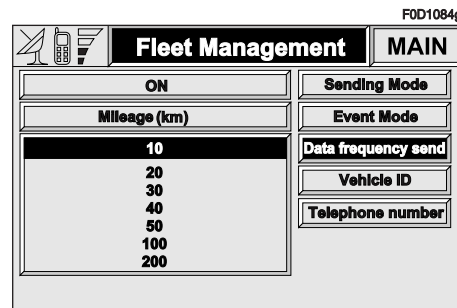 F0D1084g
Fleet Management MAIN
ON
Mileage (km)
10
20
30
40
50
100
200
Sending Mode
Event Mode
Data frequency send
Vehicle ID
Telephone number